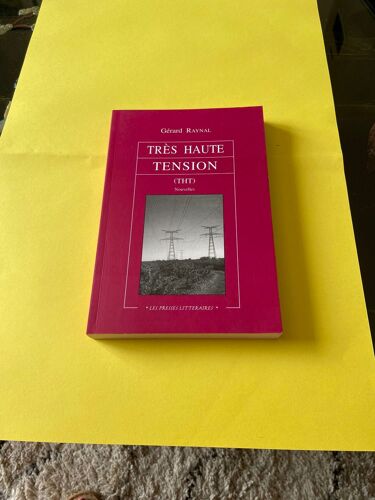 Gérard RAYNAL
TRÈS HAUTE
TENSION
(THT)
Nouvelles
• LES PRESSES LITTÉRAIRES •